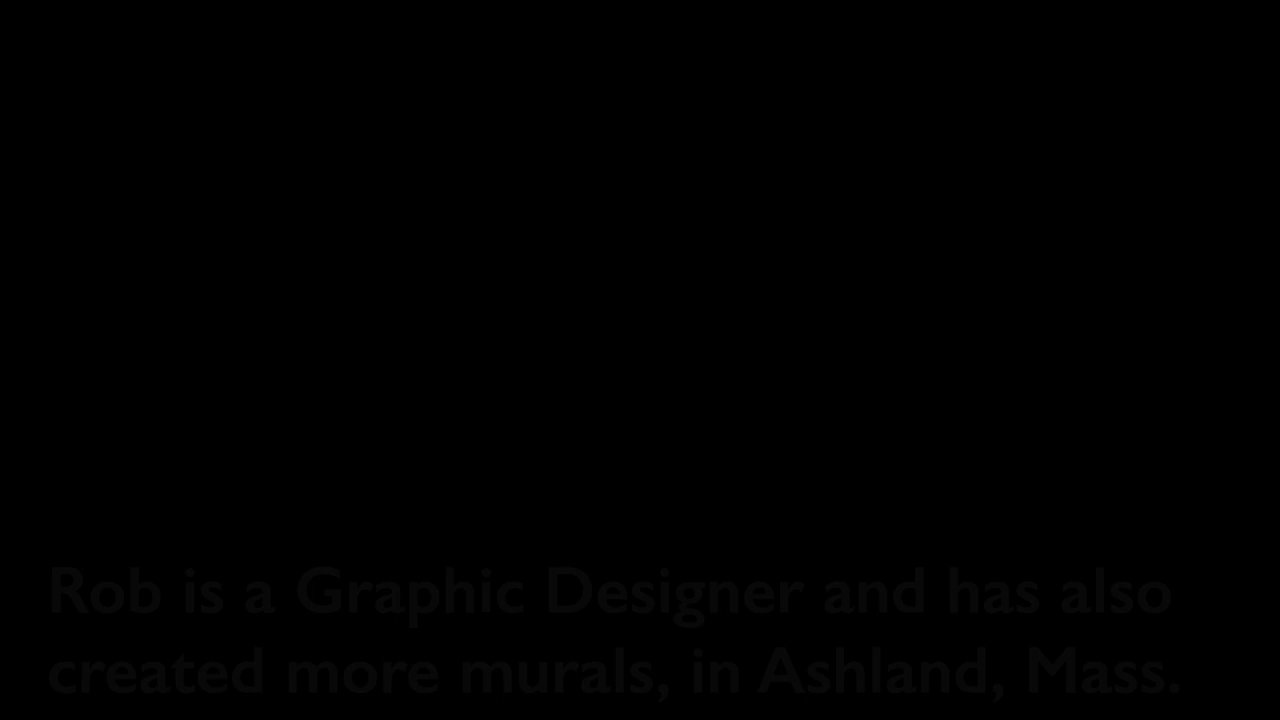 Rob is a Graphic Designer and has also
created more murals, in Ashland, Mass.